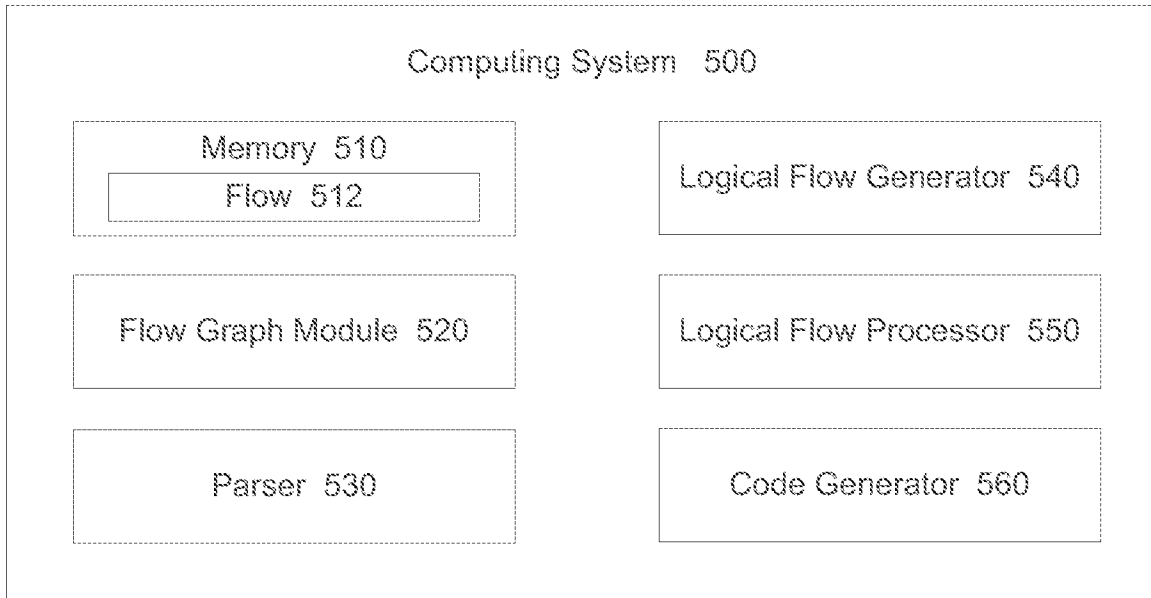 Computing System 500
Memory 510
Flow 512
Flow Graph Module 520
Parser 530
Logical Flow Generator 540
Logical Flow Processor 550
Code Generator 560